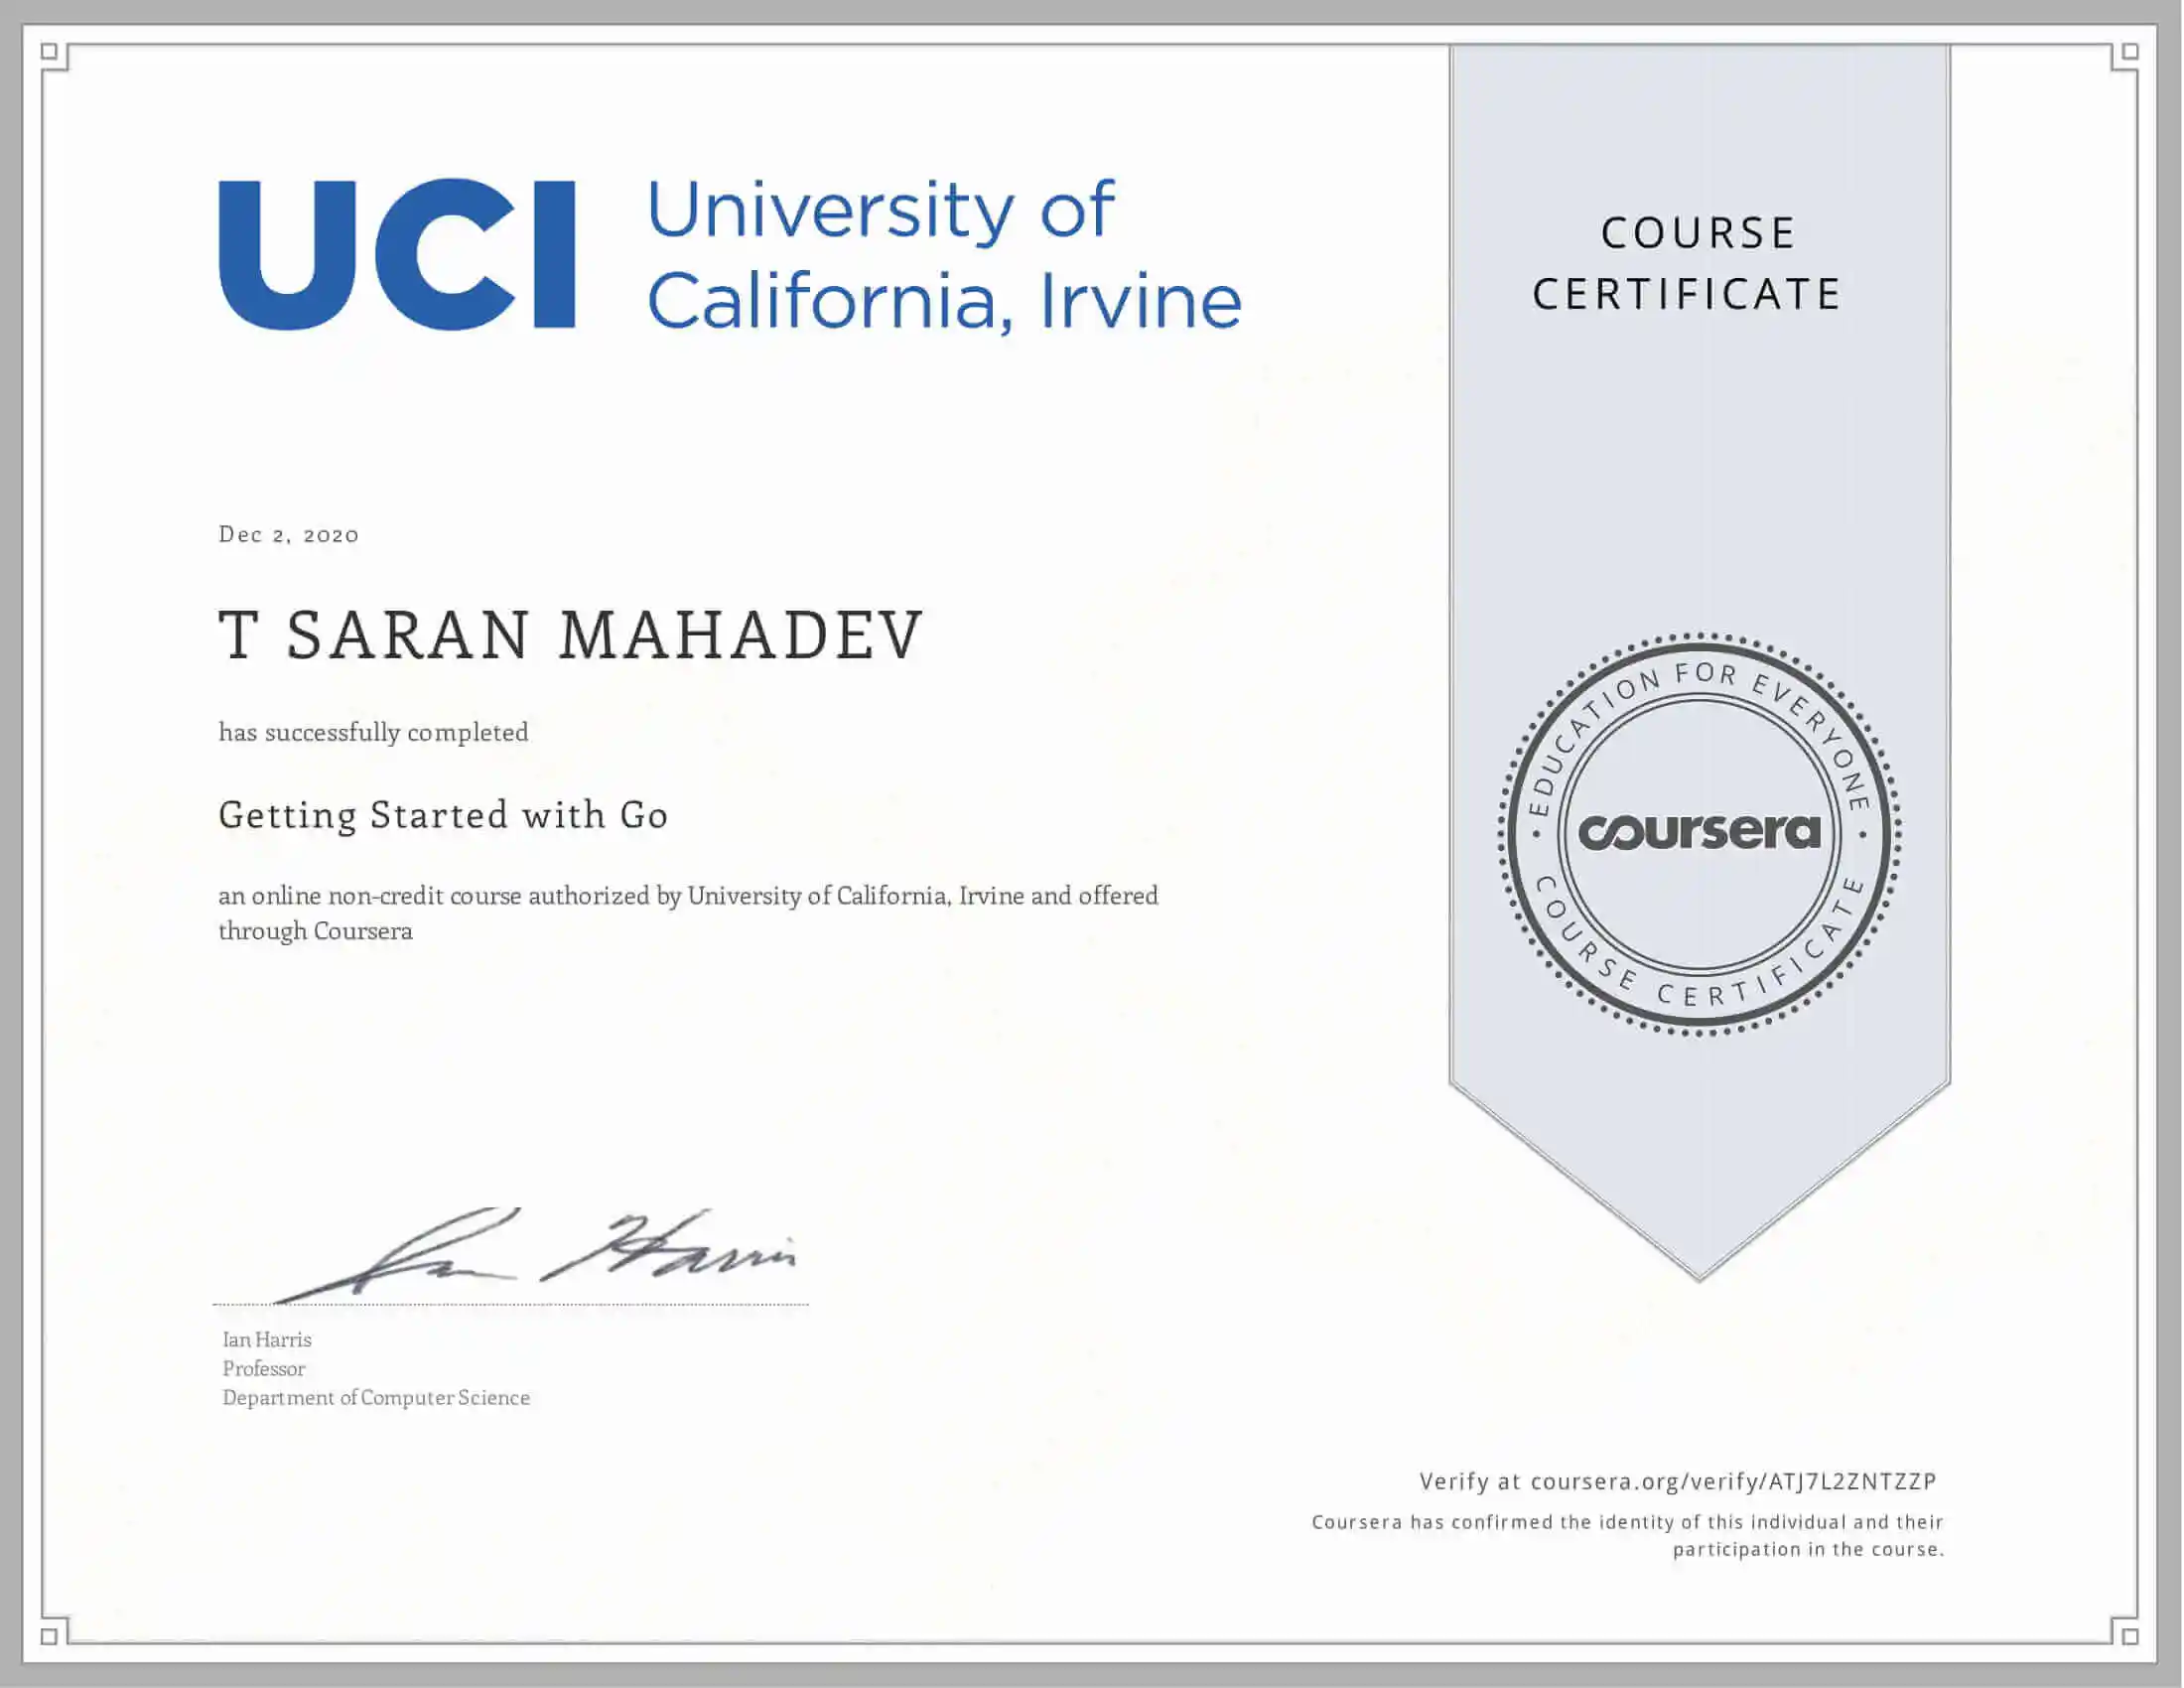 UCI University of
California, Irvine
COURSE
CERTIFICATE
Dec 2, 2020
T SARAN MAHADEV
has successfully completed
Getting Started with Go
an online non-credit course authorized by University of California, Irvine and offered
through Coursera
EDUCATION FOR EVERYONE
coursera
COURSE CERTIFICATE
Ian Harris
Ian Harris
Professor
Department of Computer Science
Verify at coursera.org/verify/ATJ7L2ZNTZZP
Coursera has confirmed the identity of this individual and their
participation in the course.